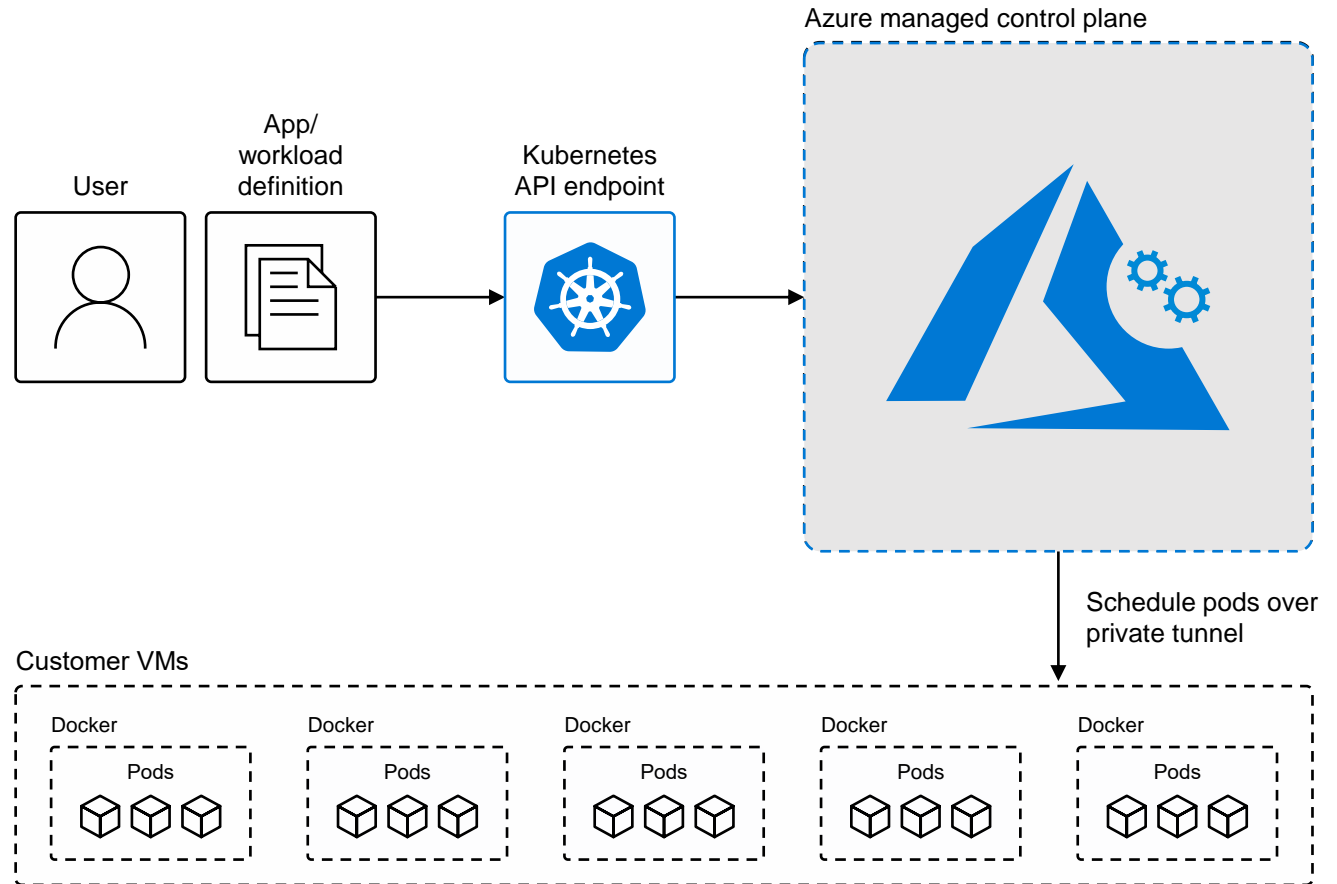 Azure managed control plane
App/
workload
definition
User
Kubernetes
API endpoint
Schedule pods over
private tunnel
Customer VMs
Docker
Docker
Docker
Docker
Docker
Pods
Pods
Pods
Pods
Pods